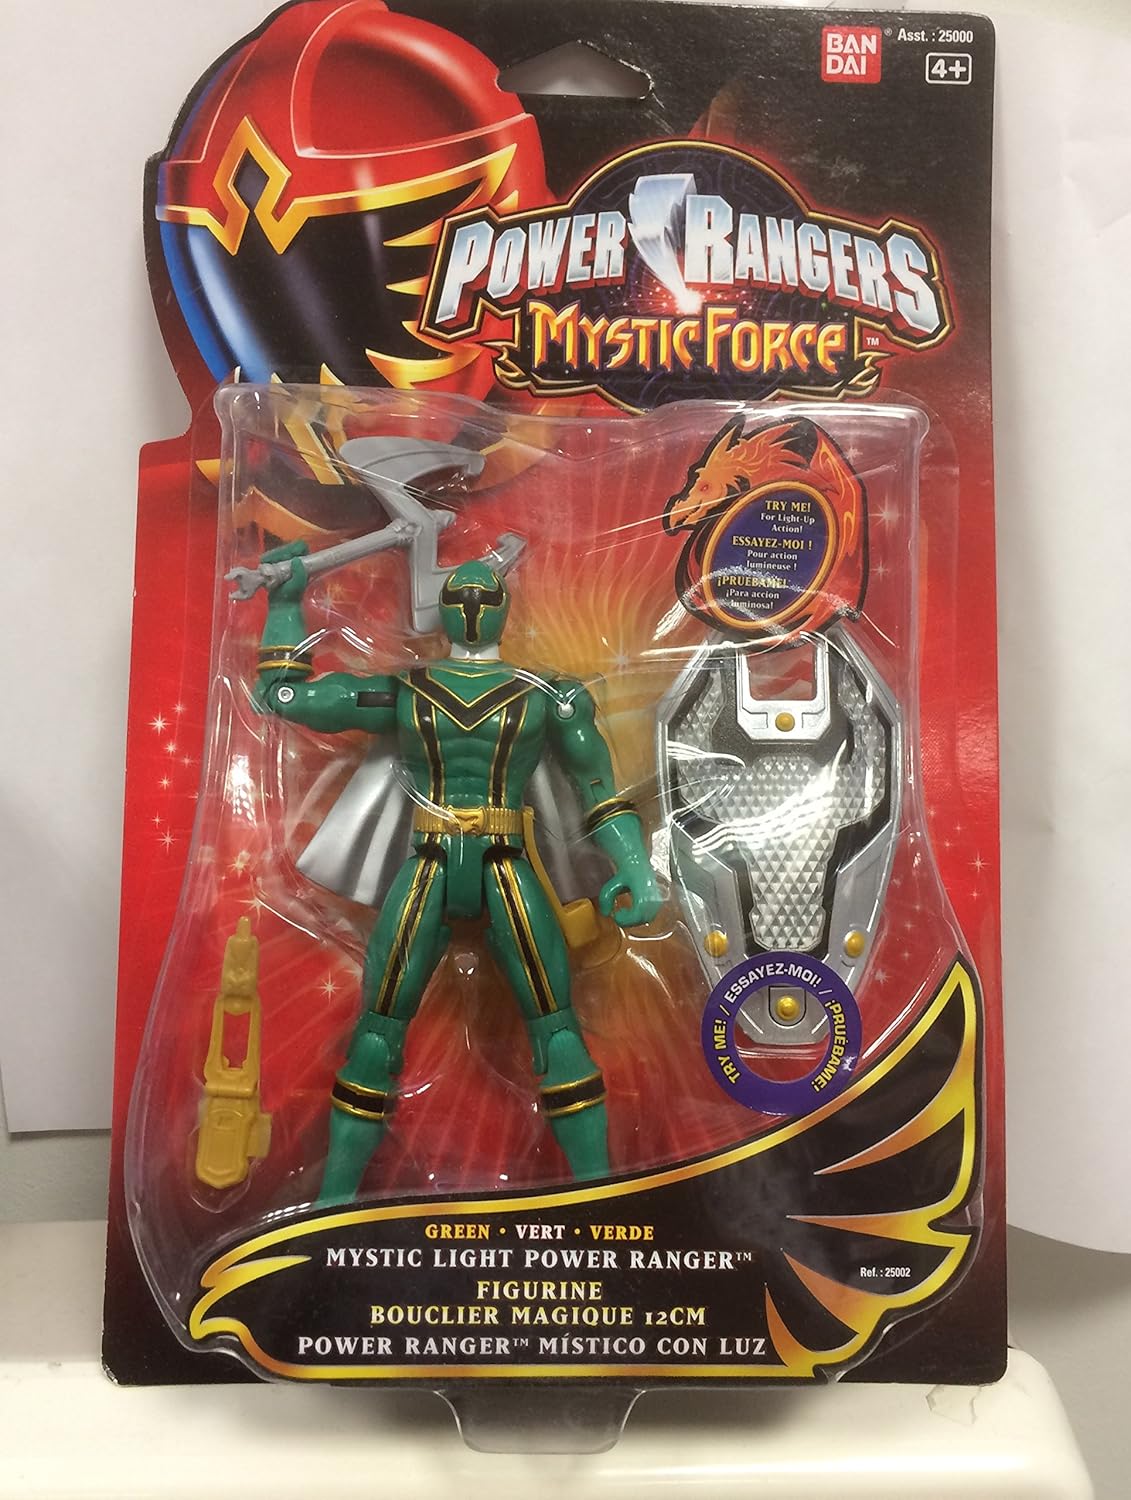 BAN
DAI
®
Asst. : 25000
4+
POWER RANGERS
MYSTIC FORCE ™
TRY ME!
For Light-Up
Action!
ESSAYEZ-MOI !
Pour action
lumineuse !
¡PRUÉBAME!
¡Para acción
luminosa!
TRY ME! / ESSAYEZ-MOI! / ¡PRUÉBAME!
GREEN • VERT • VERDE
MYSTIC LIGHT POWER RANGER™
FIGURINE
BOUCLIER MAGIQUE 12CM
POWER RANGER™ MÍSTICO CON LUZ
Ref. : 25002